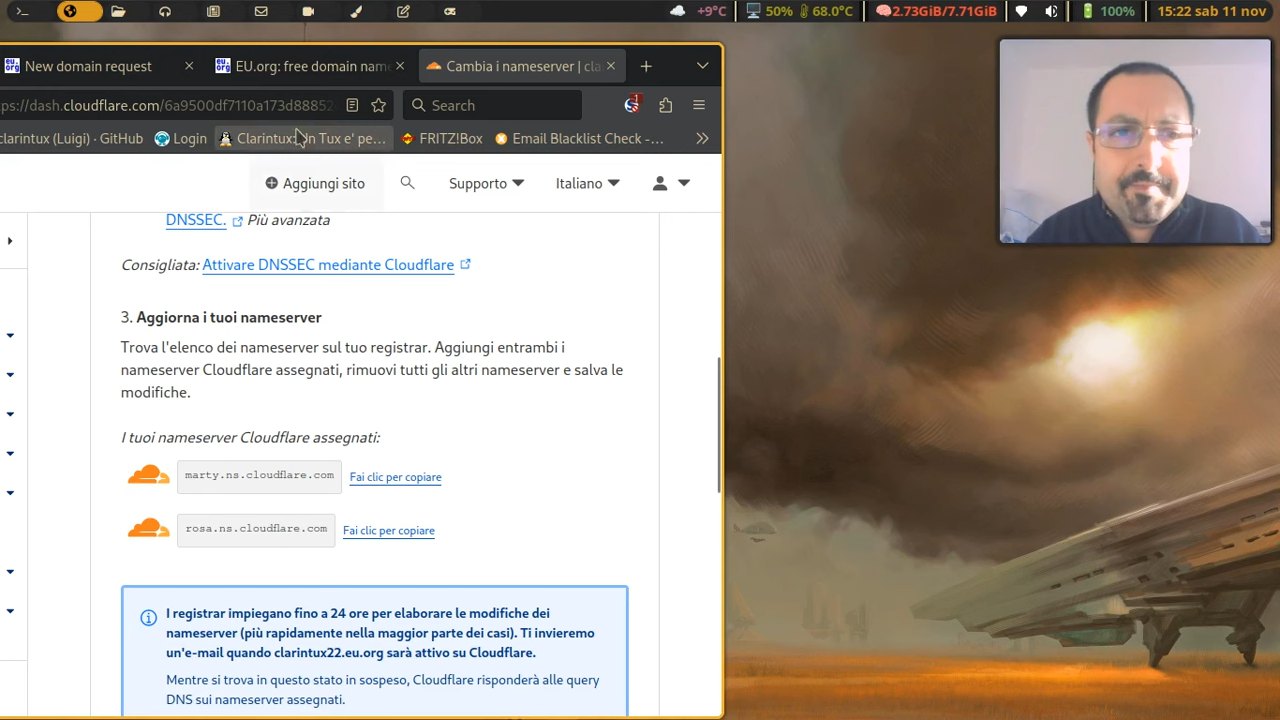 +9°C 50% 68.0°C 2.73GiB/7.71GiB 100% 15:22 sab 11 nov
New domain request
EU.org: free domain name
Cambia i nameserver | cla
ps://dash.cloudflare.com/6a9500df7110a173d88852
Search
clarintux (Luigi) · GitHub
Login
Clarintux: In Tux e' pe...
FRITZ!Box
Email Blacklist Check -...
Aggiungi sito
Supporto
Italiano
DNSSEC. Più avanzata
Consigliata: Attivare DNSSEC mediante Cloudflare
3. Aggiorna i tuoi nameserver
Trova l'elenco dei nameserver sul tuo registrar. Aggiungi entrambi i
nameserver Cloudflare assegnati, rimuovi tutti gli altri nameserver e salva le
modifiche.
I tuoi nameserver Cloudflare assegnati:
marty.ns.cloudflare.com Fai clic per copiare
rosa.ns.cloudflare.com Fai clic per copiare
I registrar impiegano fino a 24 ore per elaborare le modifiche dei
nameserver (più rapidamente nella maggior parte dei casi). Ti invieremo
un'e-mail quando clarintux22.eu.org sarà attivo su Cloudflare.
Mentre si trova in questo stato in sospeso, Cloudflare risponderà alle query
DNS sui nameserver assegnati.